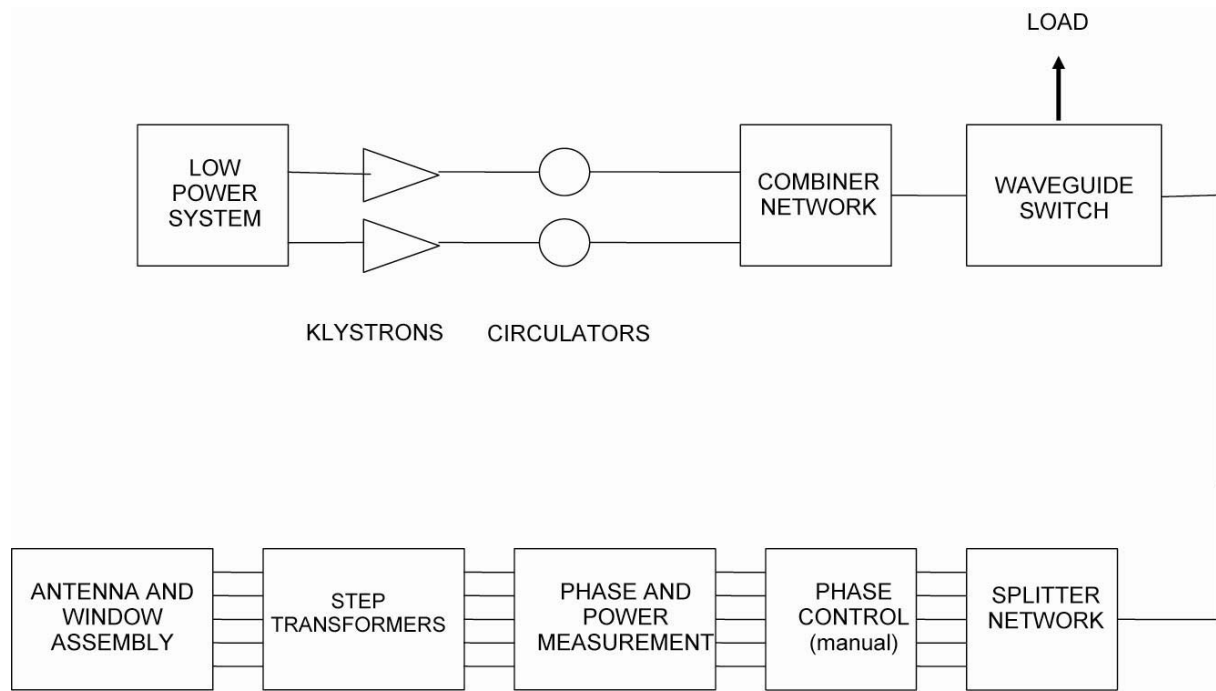 LOAD
LOW
POWER
SYSTEM
COMBINER
NETWORK
WAVEGUIDE
SWITCH
KLYSTRONS
CIRCULATORS
ANTENNA AND
WINDOW
ASSEMBLY
STEP
TRANSFORMERS
PHASE AND
POWER
MEASUREMENT
PHASE
CONTROL
(manual)
SPLITTER
NETWORK